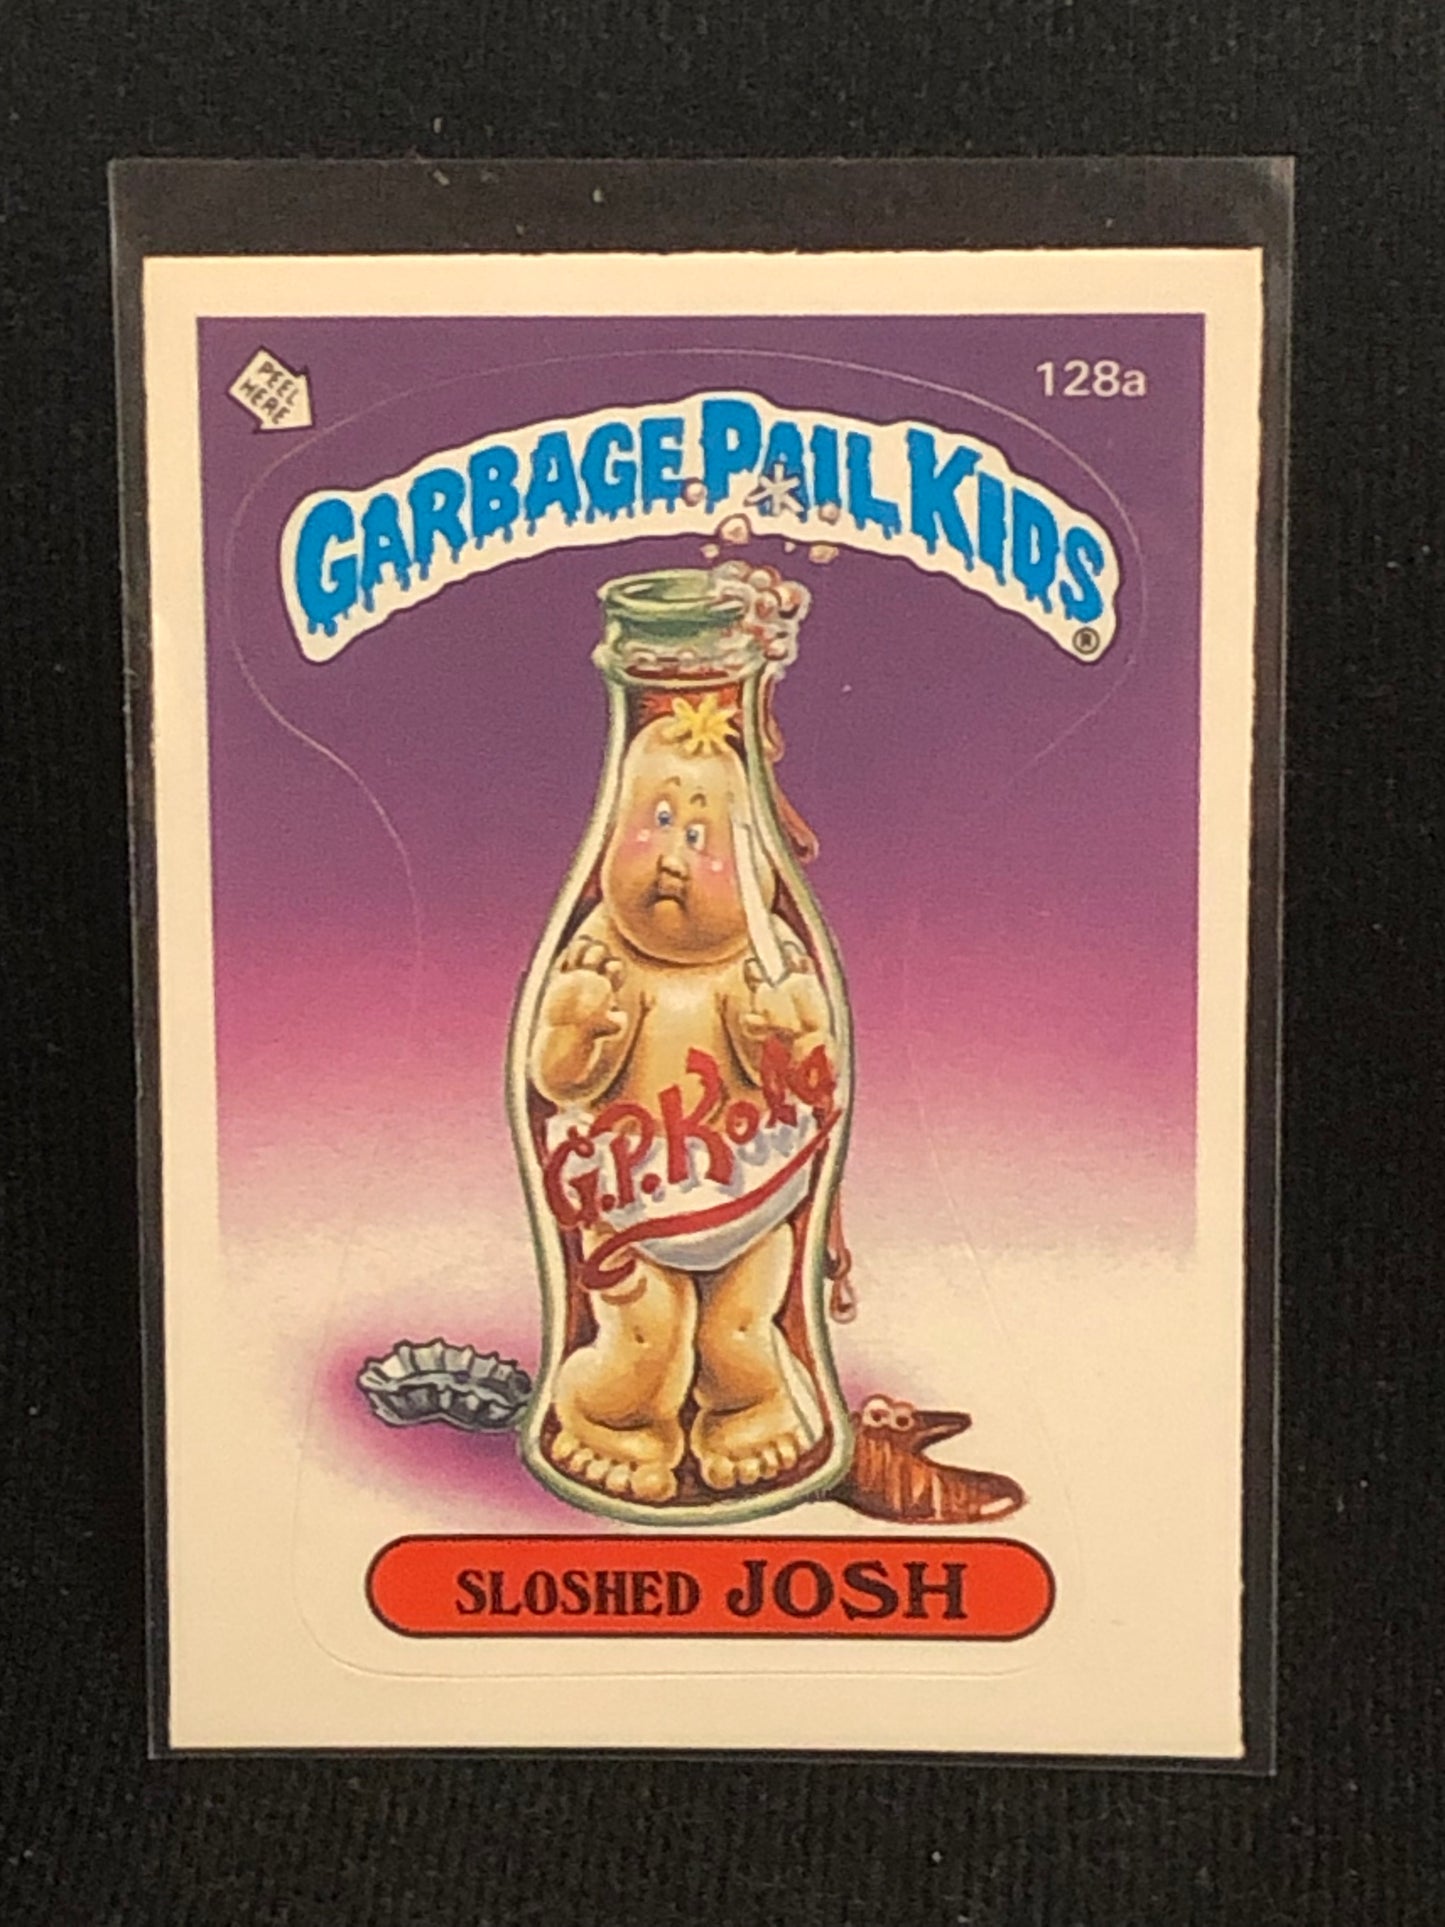 PEEL
HERE
128a
GARBAGE PAIL KIDS
®
G.P. Kola
SLOSHED JOSH